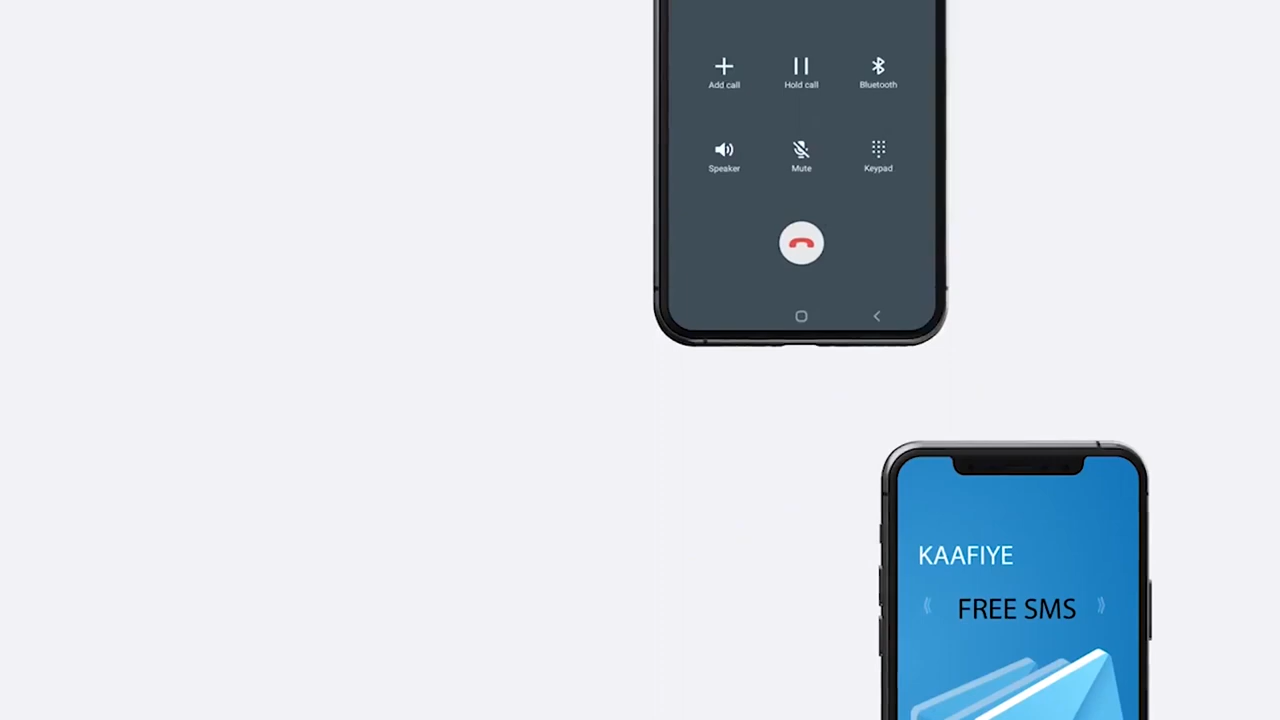 Add call
Hold call
Bluetooth
Speaker
Mute
Keypad
KAAFIYE
FREE SMS